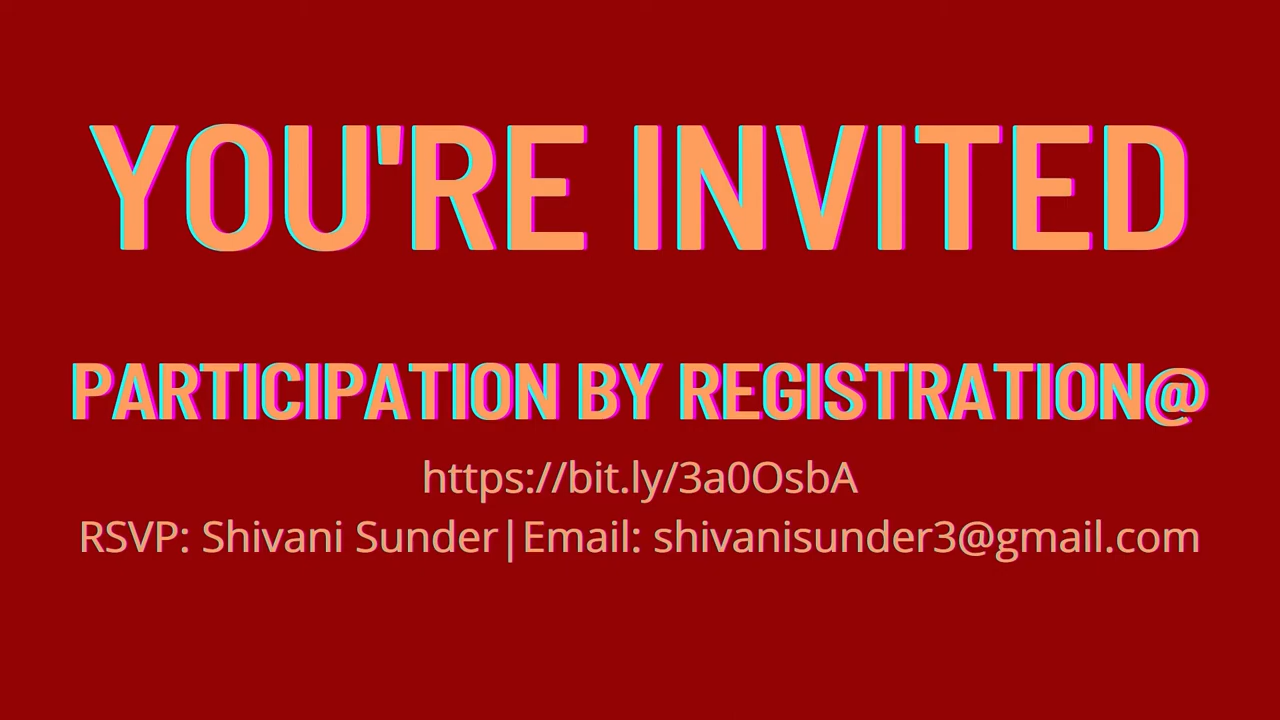 YOU'RE INVITED
PARTICIPATION BY REGISTRATION@
https://bit.ly/3a0OsbA
RSVP: Shivani Sunder|Email: shivanisunder3@gmail.com